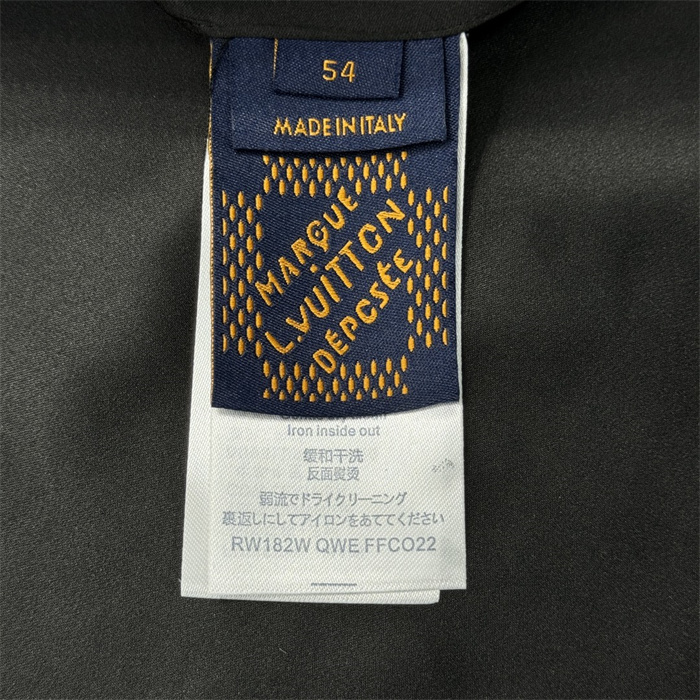 54
MADE IN ITALY
MARQUE
L.VUITTON
DÉPOSÉE
Iron inside out
缓和干洗
反面熨烫
弱流でドライクリーニング
裏返しにしてアイロンをあててください
RW182W QWE FFCO22